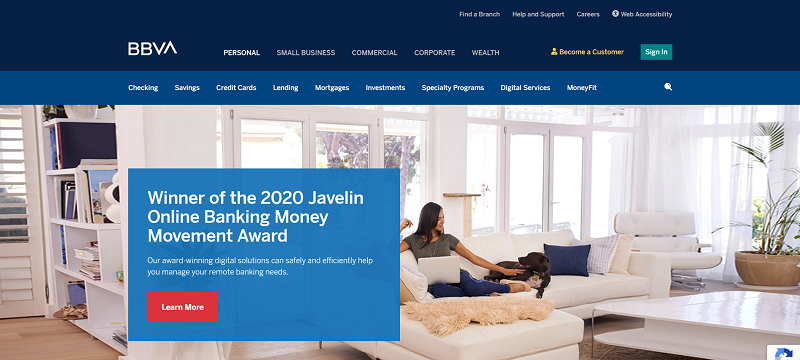 Find a Branch Help and Support Careers Web Accessibility
BBVA
PERSONAL SMALL BUSINESS COMMERCIAL CORPORATE WEALTH Become a Customer Sign In
Checking Savings Credit Cards Lending Mortgages Investments Specialty Programs Digital Services MoneyFit
Winner of the 2020 Javelin
Online Banking Money
Movement Award
Our award-winning digital solutions can safely and efficiently help
you manage your remote banking needs.
Learn More